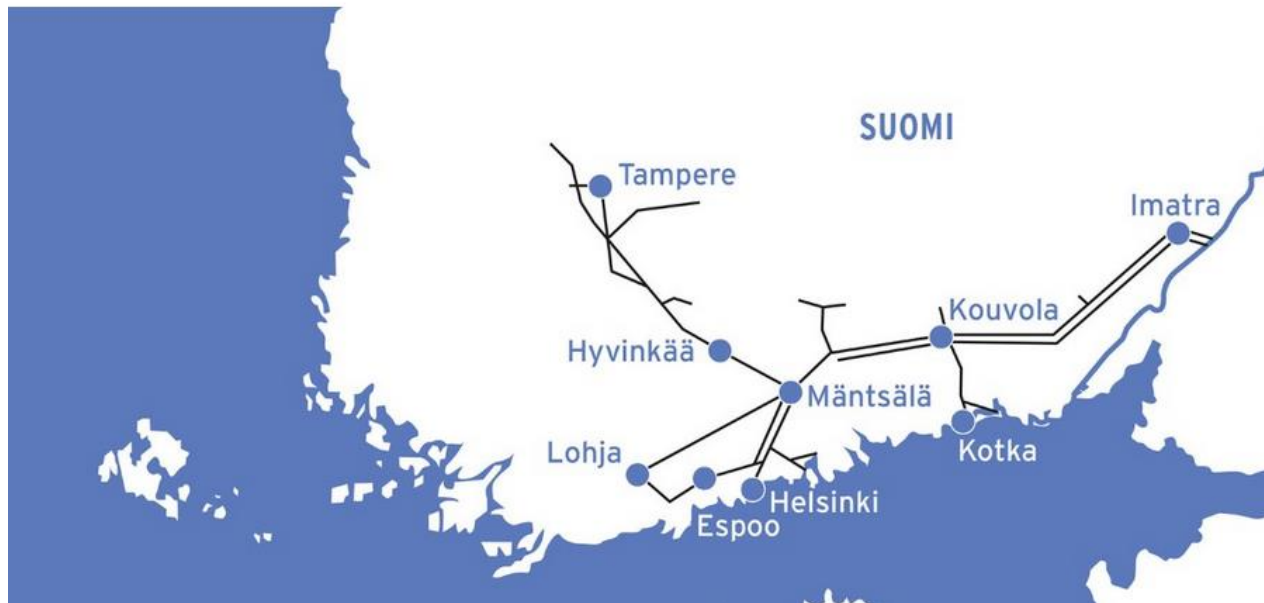 SUOMI
Tampere
Imatra
Kouvola
Hyvinkää
Mäntsälä
Lohja
Kotka
Helsinki
Espoo